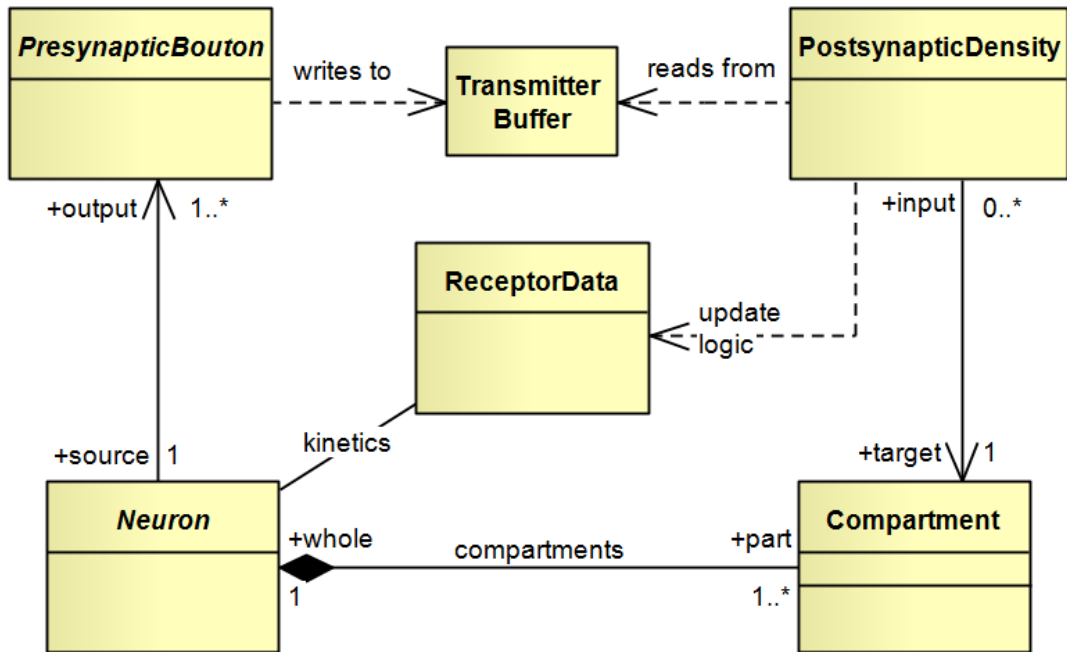 PresynapticBouton
writes to
Transmitter
Buffer
reads from
PostsynapticDensity
+output
1..*
+input
0..*
ReceptorData
update
logic
kinetics
+source
1
+target
1
Neuron
+whole
1
compartments
+part
1..*
Compartment